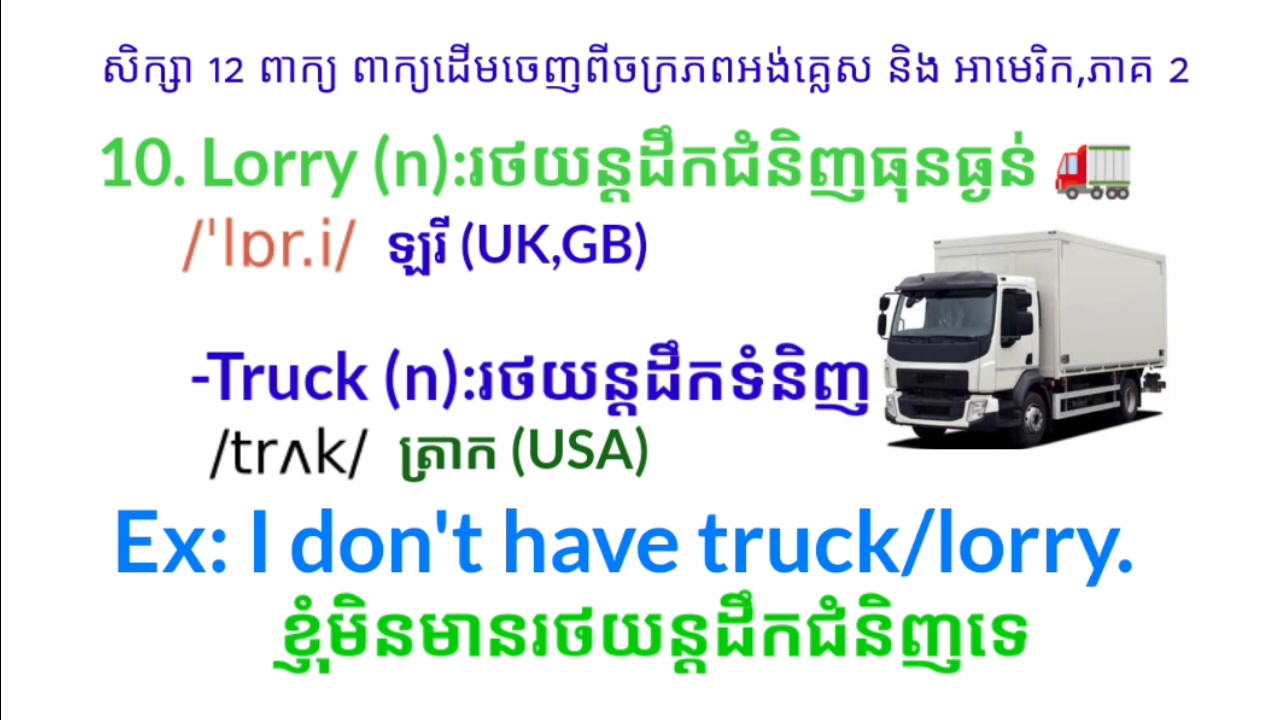 សិក្សា 12 ពាក្យ ពាក្យដើមចេញពីចក្រភពអង់គ្លេស និង អាមេរិក,ភាគ 2
10. Lorry (n):រថយន្តដឹកជំនិញធុនធ្ងន់
/ˈlɒr.i/ ឡរី (UK,GB)
-Truck (n):រថយន្តដឹកទំនិញ
/trʌk/ ត្រាក (USA)
Ex: I don't have truck/lorry.
ខ្ញុំមិនមានរថយន្តដឹកជំនិញទេ